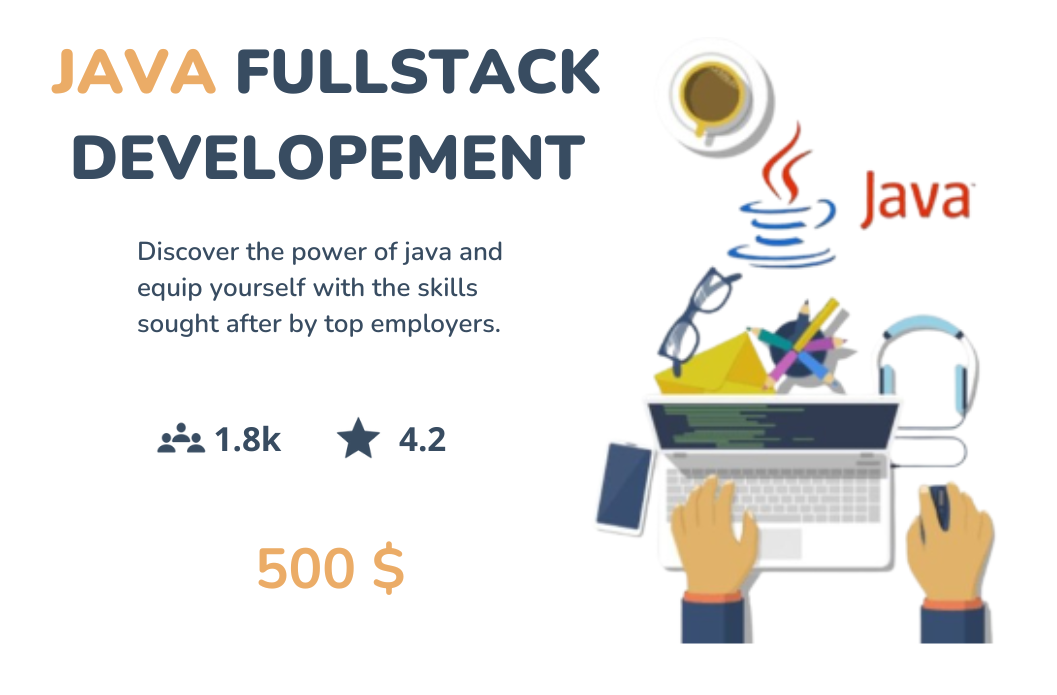 JAVA FULLSTACK
DEVELOPEMENT
Discover the power of java and
equip yourself with the skills
sought after by top employers.
1.8k 4.2
500 $
Java